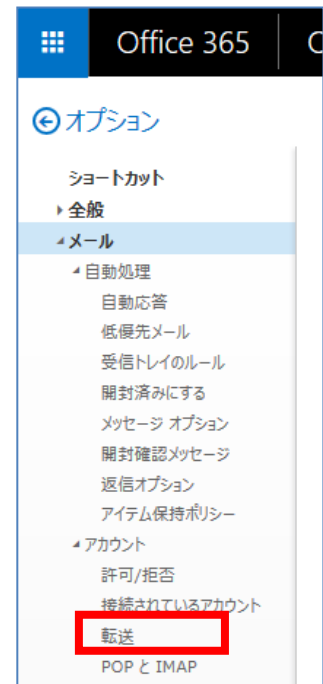 Office 365
オプション
ショートカット
全般
メール
自動処理
自動応答
低優先メール
受信トレイのルール
開封済みにする
メッセージ オプション
開封確認メッセージ
返信オプション
アイテム保持ポリシー
アカウント
許可/拒否
接続されているアカウント
転送
POP と IMAP